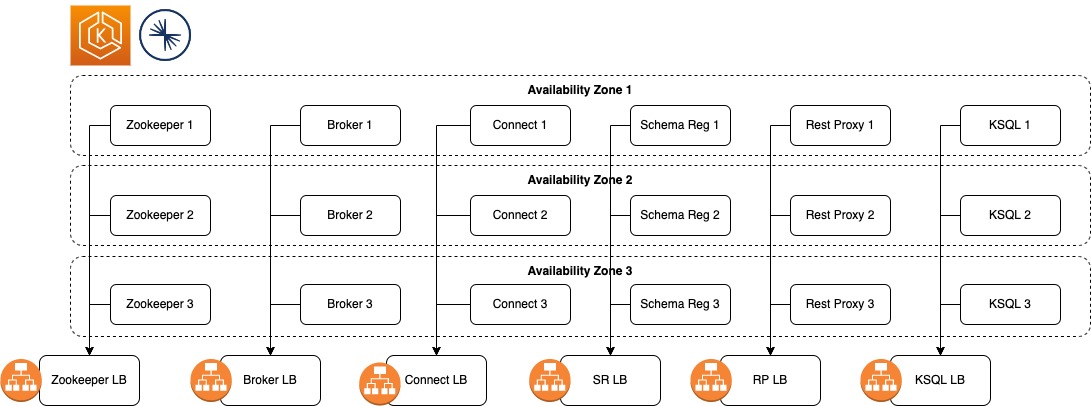 K
Availability Zone 1
Zookeeper 1
Broker 1
Connect 1
Schema Reg 1
Rest Proxy 1
KSQL 1
Availability Zone 2
Zookeeper 2
Broker 2
Connect 2
Schema Reg 2
Rest Proxy 2
KSQL 2
Availability Zone 3
Zookeeper 3
Broker 3
Connect 3
Schema Reg 3
Rest Proxy 3
KSQL 3
Zookeeper LB
Broker LB
Connect LB
SR LB
RP LB
KSQL LB